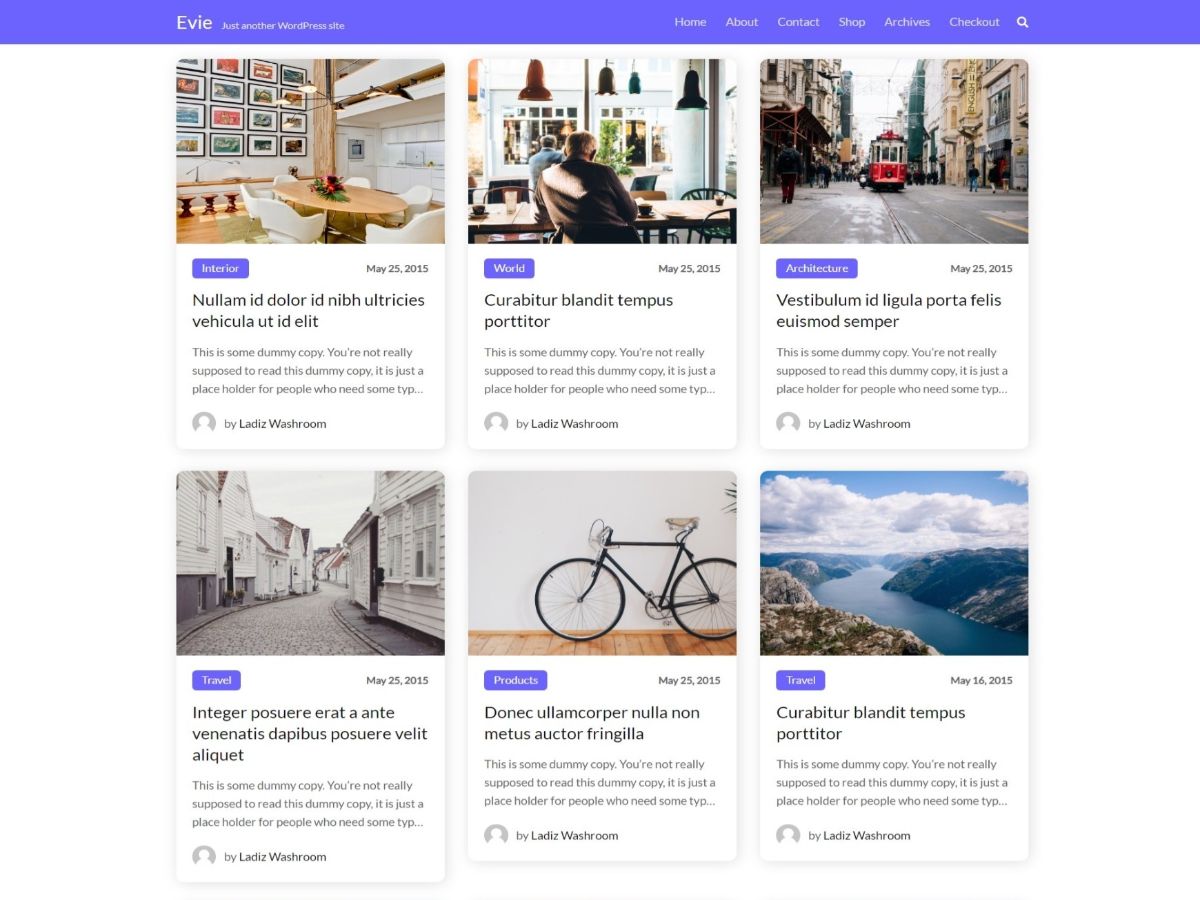 Evie Just another WordPress site Home About Contact Shop Archives Checkout
Interior May 25, 2015
Nullam id dolor id nibh ultricies
vehicula ut id elit
This is some dummy copy. You're not really
supposed to read this dummy copy, it is just a
place holder for people who need some typ...
by Ladiz Washroom
World May 25, 2015
Curabitur blandit tempus
porttitor
This is some dummy copy. You're not really
supposed to read this dummy copy, it is just a
place holder for people who need some typ...
by Ladiz Washroom
ENGLISH
Architecture May 25, 2015
Vestibulum id ligula porta felis
euismod semper
This is some dummy copy. You're not really
supposed to read this dummy copy, it is just a
place holder for people who need some typ...
by Ladiz Washroom
Travel May 25, 2015
Integer posuere erat a ante
venenatis dapibus posuere velit
aliquet
This is some dummy copy. You're not really
supposed to read this dummy copy, it is just a
place holder for people who need some typ...
by Ladiz Washroom
Products May 25, 2015
Donec ullamcorper nulla non
metus auctor fringilla
This is some dummy copy. You're not really
supposed to read this dummy copy, it is just a
place holder for people who need some typ...
by Ladiz Washroom
Travel May 16, 2015
Curabitur blandit tempus
porttitor
This is some dummy copy. You're not really
supposed to read this dummy copy, it is just a
place holder for people who need some typ...
by Ladiz Washroom